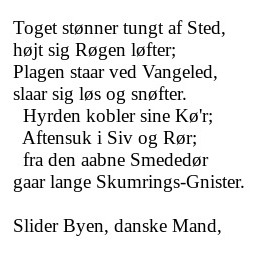 Toget stønner tungt af Sted,
højt sig Røgen løfter;
Plagen staar ved Vangeled,
slaar sig løs og snøfter.
Hyrden kobler sine Kø'r;
Aftensuk i Siv og Rør;
fra den aabne Smededør
gaar lange Skumrings-Gnister.

Slider Byen, danske Mand,